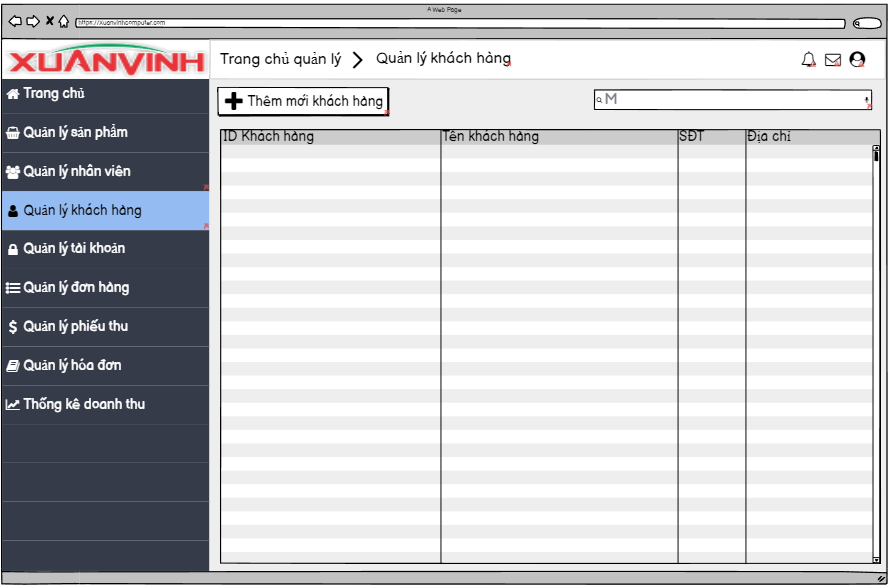 A Web Page
https://xuanvinhcomputer.com
XUÂNVINH
Trang chủ quản lý
Quản lý khách hàng
Trang chủ
Quản lý sản phẩm
Quản lý nhân viên
Quản lý khách hàng
Quản lý tài khoản
Quản lý đơn hàng
Quản lý phiếu thu
Quản lý hóa đơn
Thống kê doanh thu
Thêm mới khách hàng
M
ID Khách hàng Tên khách hàng SĐT Địa chỉ